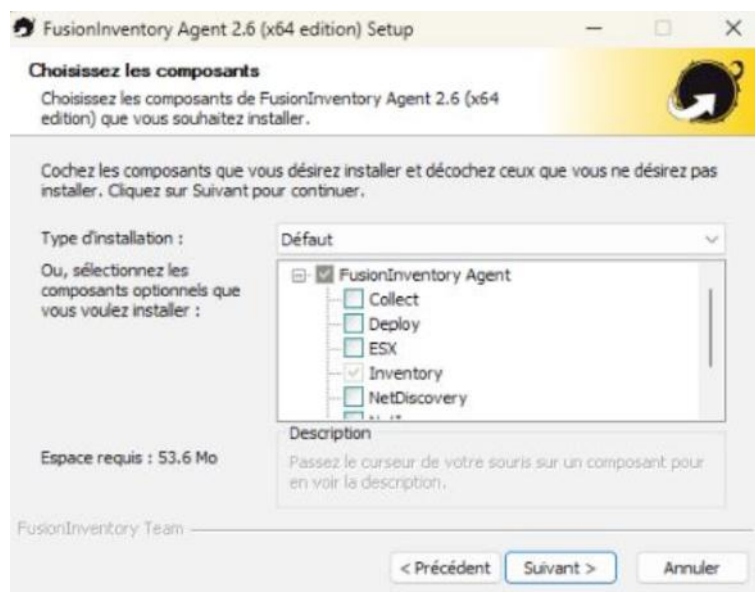 FusionInventory Agent 2.6 (x64 edition) Setup
Choisissez les composants
Choisissez les composants de FusionInventory Agent 2.6 (x64
edition) que vous souhaitez installer.
Cochez les composants que vous désirez installer et décochez ceux que vous ne désirez pas
installer. Cliquez sur Suivant pour continuer.
Type d'installation :
Défaut
Ou, sélectionnez les
composants optionnels que
vous voulez installer :
FusionInventory Agent
Collect
Deploy
ESX
Inventory
NetDiscovery
Espace requis : 53.6 Mo
Description
Passez le curseur de votre souris sur un composant pour
en voir la description.
FusionInventory Team
< Précédent
Suivant >
Annuler